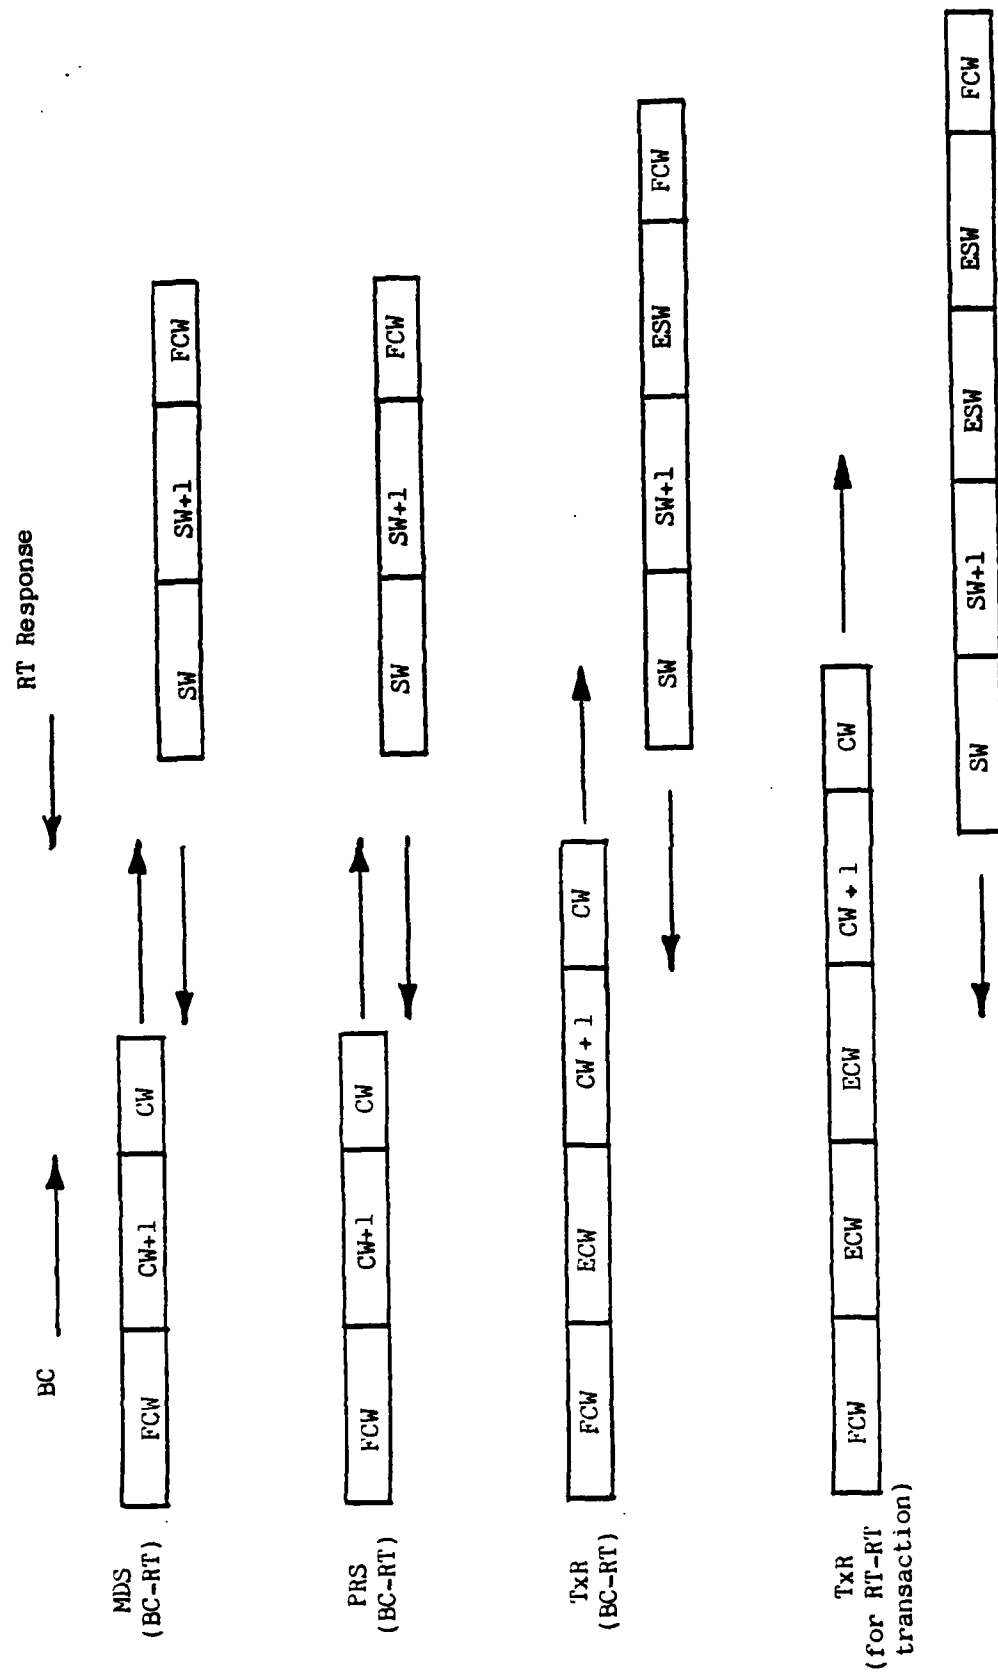 BC
RT Response
MDS
(BC-RT)
FCW
CW+1
CW
SW
SW+1
FCW
PRS
(BC-RT)
FCW
CW+1
CW
SW
SW+1
FCW
TxR
(BC-RT)
FCW
ECW
CW + 1
CW
SW
SW+1
ESW
FCW
TxR
(for RT-RT
transaction)
FCW
ECW
ECW
CW + 1
CW
SW
SW+1
ESW
ESW
FCW